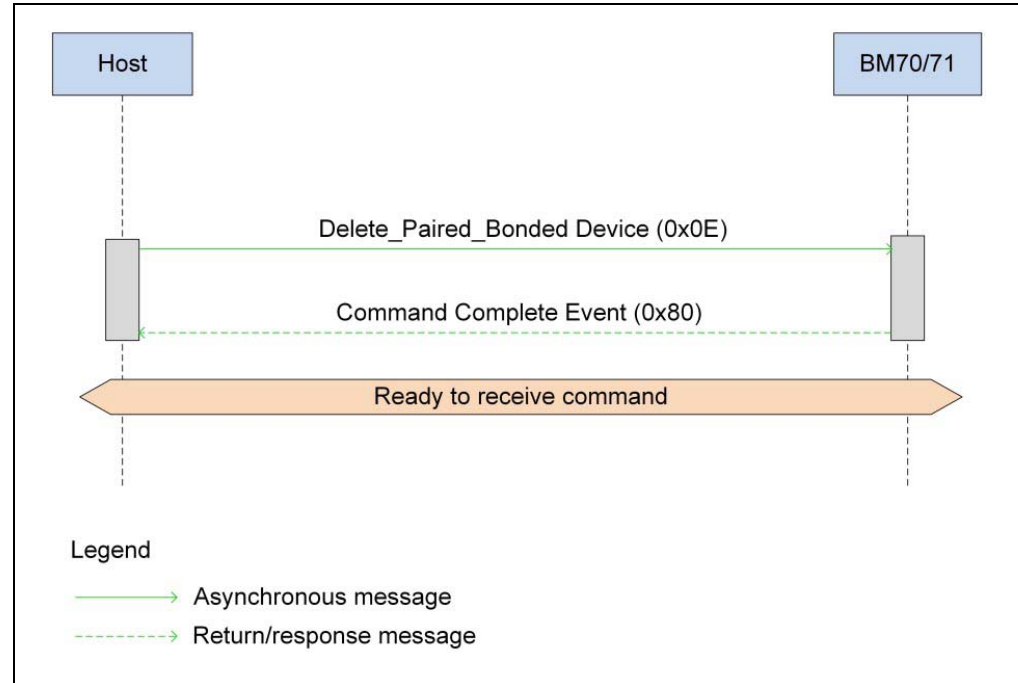 Host
BM70/71
Delete_Paired_Bonded Device (0x0E)
Command Complete Event (0x80)
Ready to receive command
Legend
Asynchronous message
Return/response message